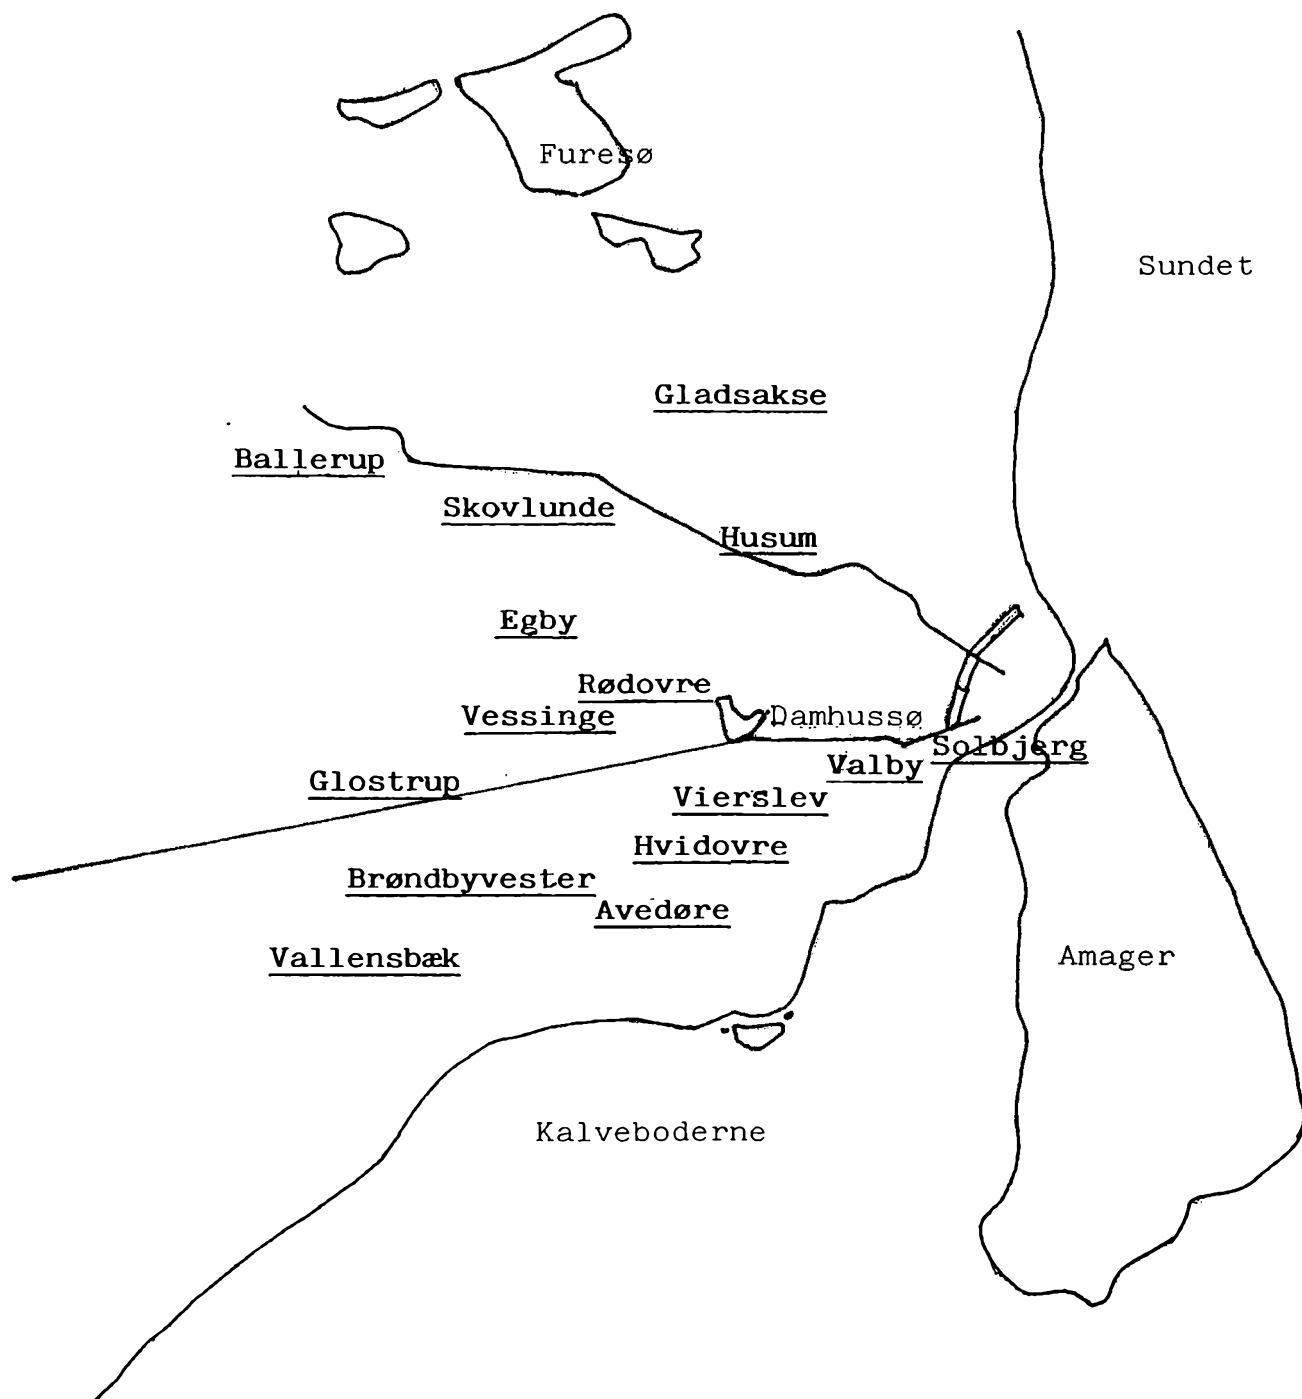 Furesø
Sundet
Gladsakse
Ballerup
Skovlunde
Husum
Egby
Rødovre
Vessinge
Damhussø
Solbjerg
Valby
Glostrup
Vierslev
Hvidovre
Brøndbyvester
Avedøre
Vallensbæk
Amager
Kalveboderne